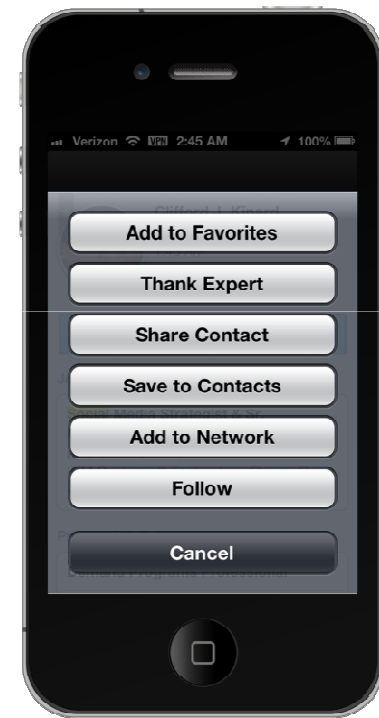 Verizon VPN 2:45 AM 100%
Add to Favorites
Thank Expert
Share Contact
Save to Contacts
Add to Network
Follow
Cancel